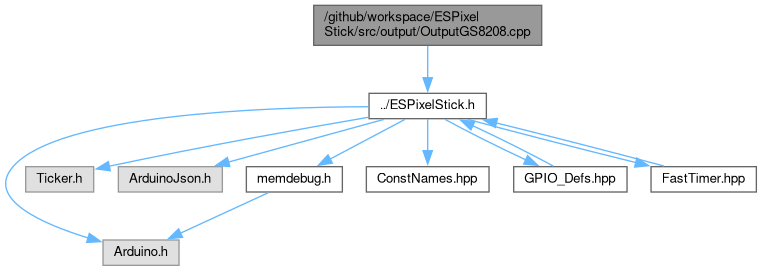 /github/workspace/ESPixel
Stick/src/output/OutputGS8208.cpp
../ESPixelStick.h
Ticker.h
ArduinoJson.h
memdebug.h
ConstNames.hpp
GPIO_Defs.hpp
FastTimer.hpp
Arduino.h